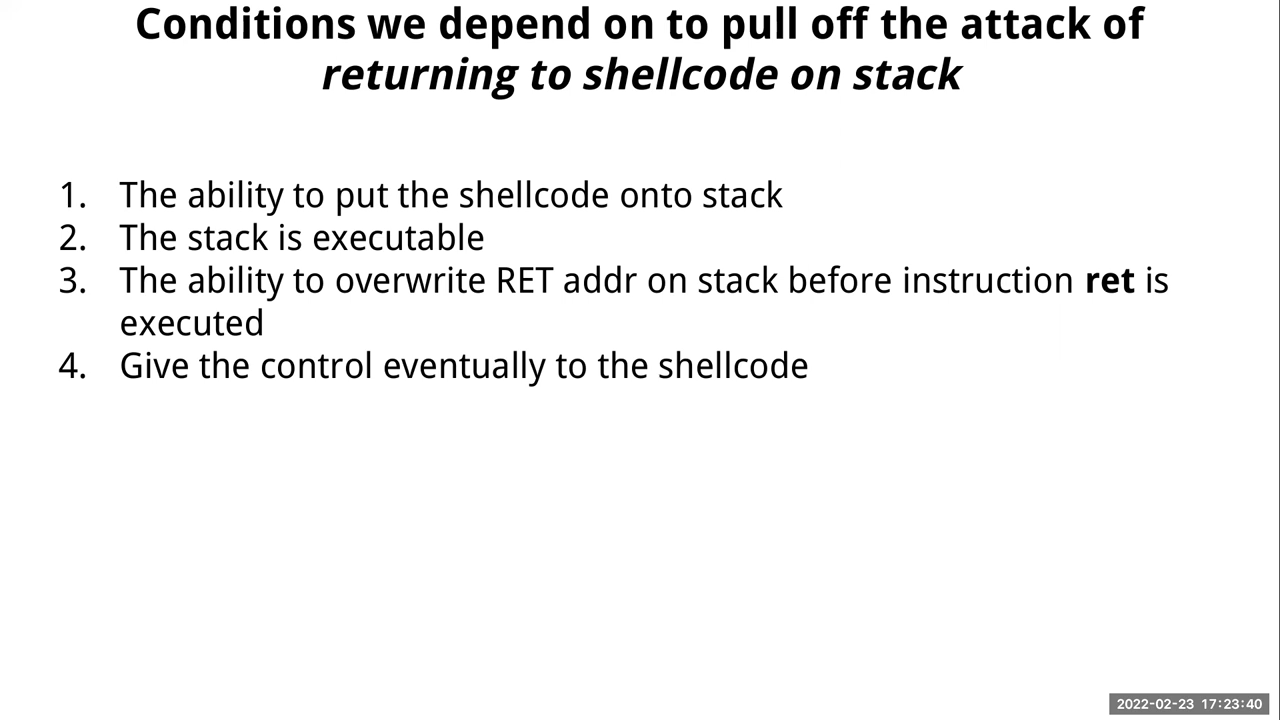 Conditions we depend on to pull off the attack of
returning to shellcode on stack
1. The ability to put the shellcode onto stack
2. The stack is executable
3. The ability to overwrite RET addr on stack before instruction ret is
executed
4. Give the control eventually to the shellcode
2022-02-23 17:23:40